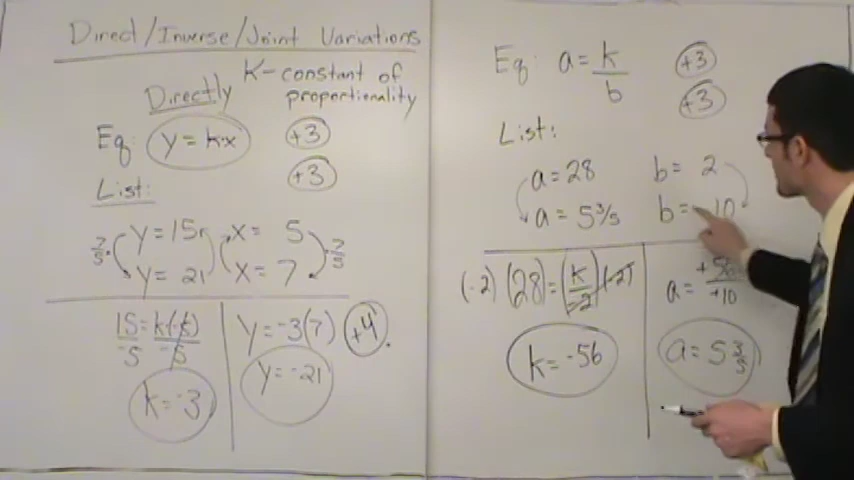 Direct/Inverse/Joint Variations
K-constant of
proportionality
Directly
Eq: y = kx +3
List: +3
y = 15 x = 5
y = 21 x = 7
15 = k(-5)
-5 -5
k = -3
y = -3(7) +4
y = -21
Eq: a = k/b +3
+3
List:
a = 28 b = 2
a = 5 3/5 b = 10
(-2)(28) = (k/-2)(-2)
k = -56
a = +56/+10
a = 5 3/5